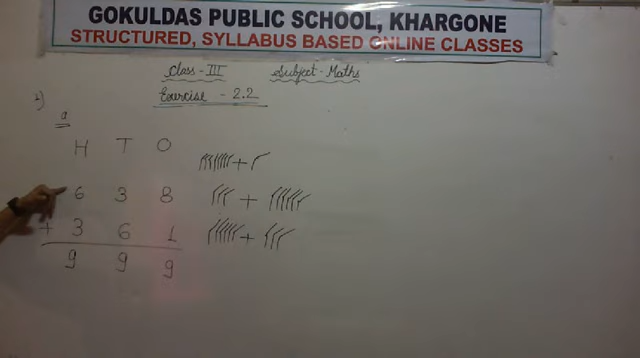 GOKULDAS PUBLIC SCHOOL, KHARGONE
STRUCTURED, SYLLABUS BASED ONLINE CLASSES
Class - III Subject - Maths
Exercise - 2.2
a
H T O
+
6 3 8 +
+ 3 6 1 +
9 9 9